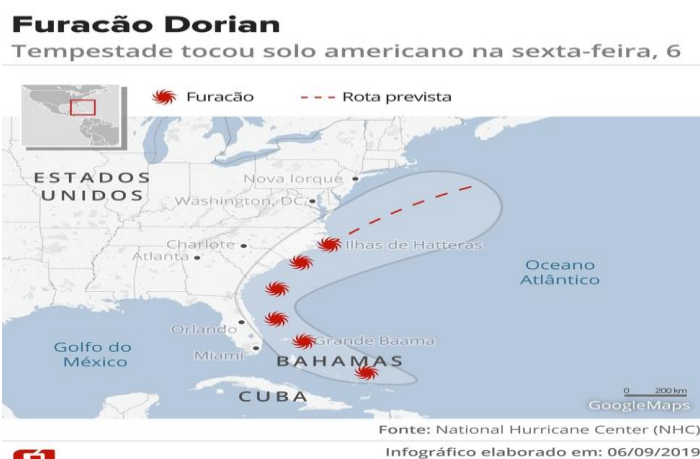 Furacão Dorian
Tempestade tocou solo americano na sexta-feira, 6
Furacão
Rota prevista
ESTADOS
UNIDOS
Nova Iorque
Washington, DC
Charlote
Atlanta
Ilhas de Hatteras
Oceano
Atlântico
Orlando
Golfo do
México
Miami
Grande Baama
BAHAMAS
CUBA
0 200 km
GoogleMaps
Fonte: National Hurricane Center (NHC)
Infográfico elaborado em: 06/09/2019